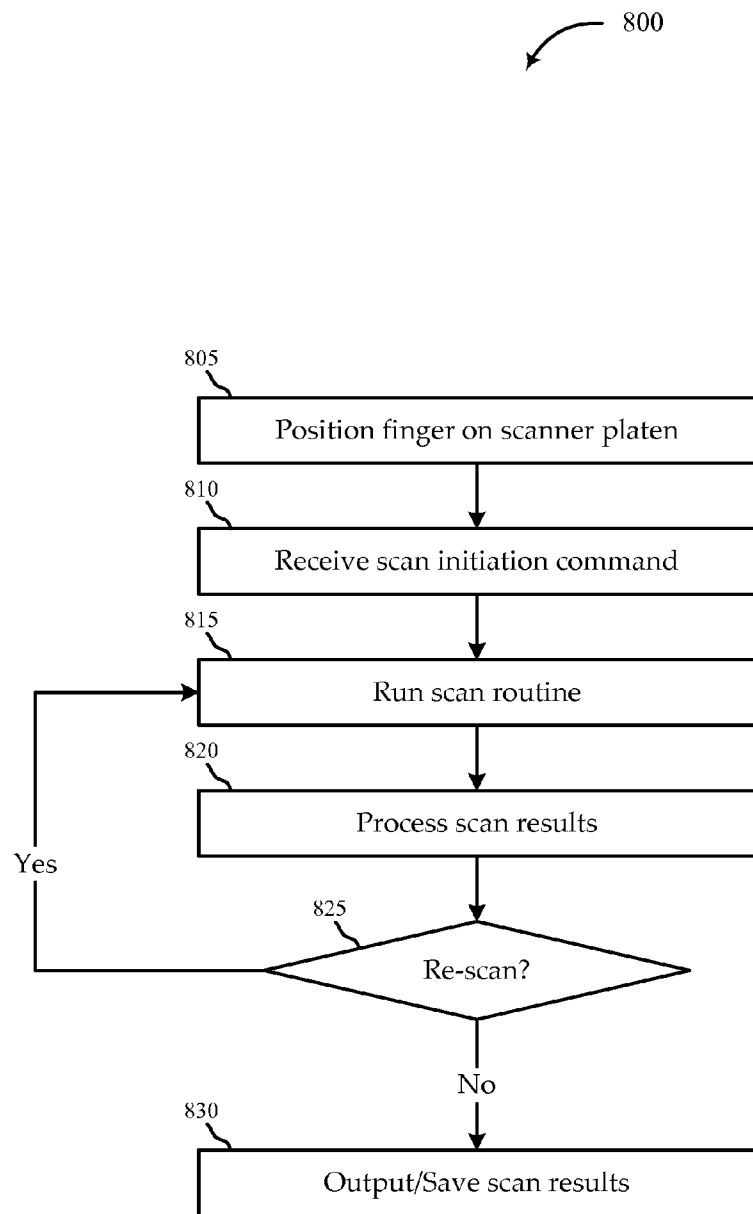 800
805
Position finger on scanner platen
810
Receive scan initiation command
815
Run scan routine
820
Process scan results
Yes
825
Re-scan?
No
830
Output/Save scan results